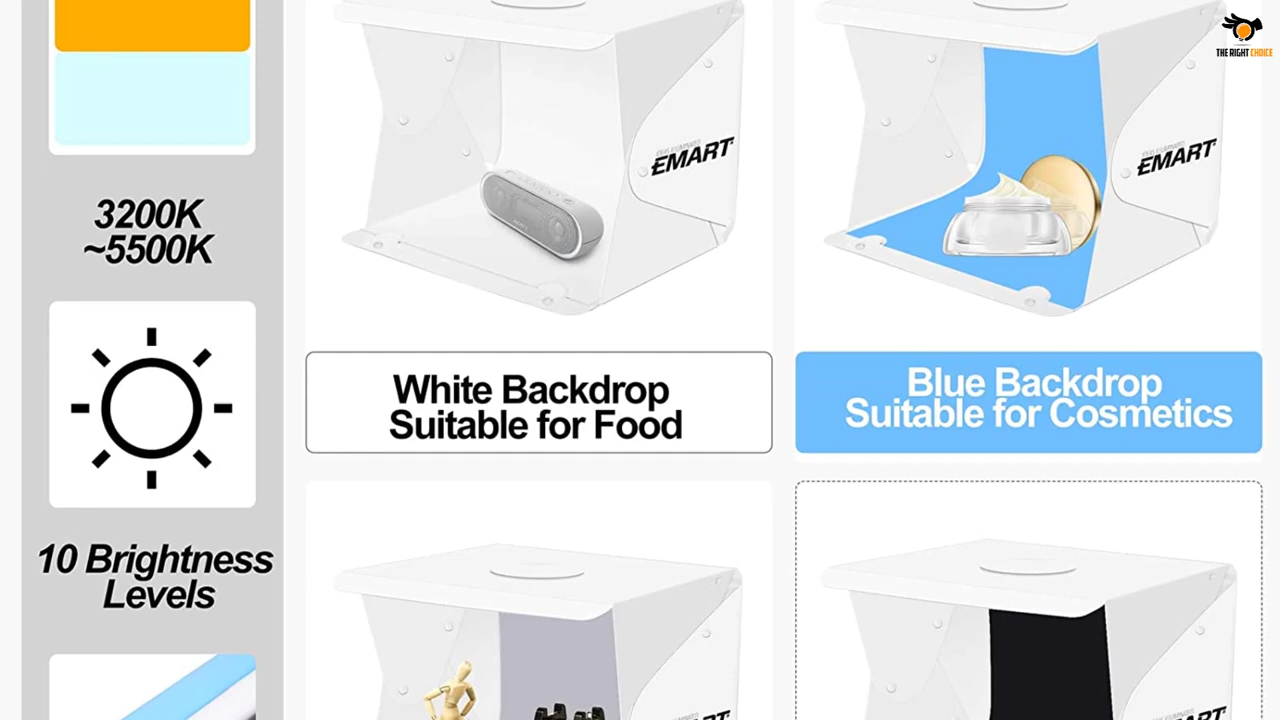 THE RIGHT CHOICE
EMART
EMART
3200K
~5500K
White Backdrop
Suitable for Food
Blue Backdrop
Suitable for Cosmetics
10 Brightness
Levels